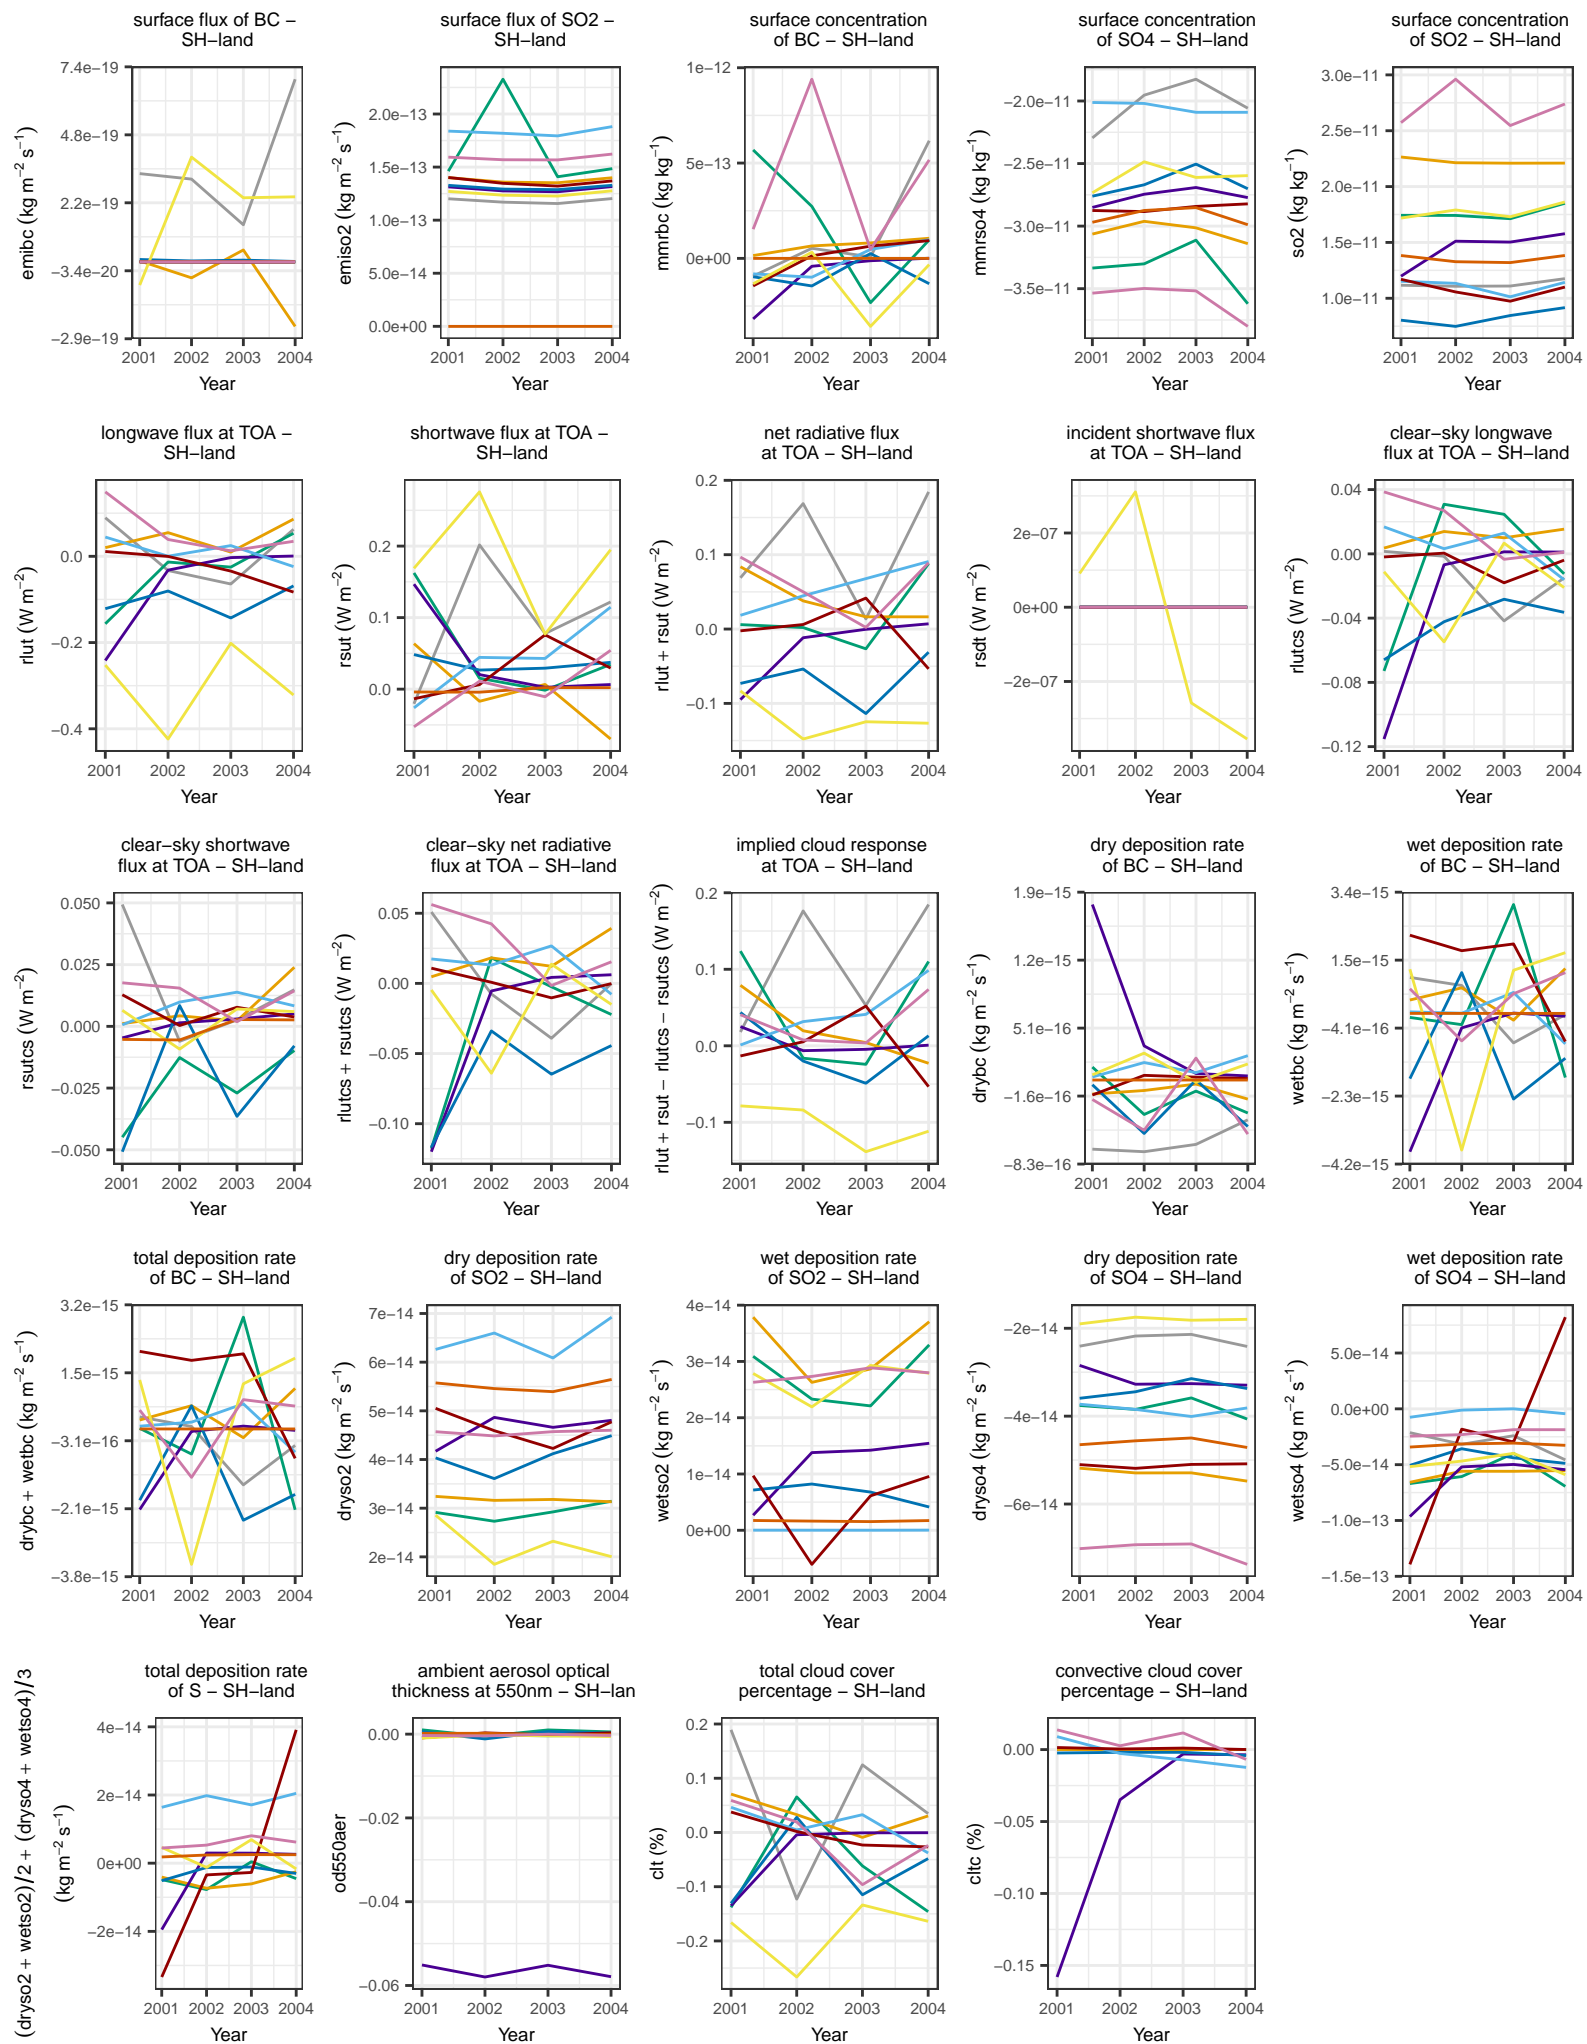 surface flux of BC −
SH−land
7.4e−19
4.8e−19
2.2e−19
−3.4e−20
−2.9e−19
emibc (kg m−2 s−1)
2001 2002 2003 2004
Year
surface flux of SO2 −
SH−land
2.0e−13
1.5e−13
1.0e−13
5.0e−14
0.0e+00
emiso2 (kg m−2 s−1)
2001 2002 2003 2004
Year
surface concentration
of BC − SH−land
1e−12
5e−13
0e+00
mmrbc (kg kg−1)
2001 2002 2003 2004
Year
surface concentration
of SO4 − SH−land
−2.0e−11
−2.5e−11
−3.0e−11
−3.5e−11
mmrso4 (kg kg−1)
2001 2002 2003 2004
Year
surface concentration
of SO2 − SH−land
3.0e−11
2.5e−11
2.0e−11
1.5e−11
1.0e−11
so2 (kg kg−1)
2001 2002 2003 2004
Year
longwave flux at TOA −
SH−land
0.0
−0.2
−0.4
rlut (W m−2)
2001 2002 2003 2004
Year
shortwave flux at TOA −
SH−land
0.2
0.1
0.0
rsut (W m−2)
2001 2002 2003 2004
Year
net radiative flux
at TOA − SH−land
0.2
0.1
0.0
−0.1
rlut + rsut (W m−2)
2001 2002 2003 2004
Year
incident shortwave flux
at TOA − SH−land
2e−07
0e+00
−2e−07
rsdt (W m−2)
2001 2002 2003 2004
Year
clear−sky longwave
flux at TOA − SH−land
0.04
0.00
−0.04
−0.08
−0.12
rlutcs (W m−2)
2001 2002 2003 2004
Year
clear−sky shortwave
flux at TOA − SH−land
0.050
0.025
0.000
−0.025
−0.050
rsutcs (W m−2)
2001 2002 2003 2004
Year
clear−sky net radiative
flux at TOA − SH−land
0.05
0.00
−0.05
−0.10
rlutcs + rsutcs (W m−2)
2001 2002 2003 2004
Year
implied cloud response
at TOA − SH−land
0.2
0.1
0.0
−0.1
rlut + rsut − rlutcs − rsutcs (W m−2)
2001 2002 2003 2004
Year
dry deposition rate
of BC − SH−land
1.9e−15
1.2e−15
5.1e−16
−1.6e−16
−8.3e−16
drybc (kg m−2 s−1)
2001 2002 2003 2004
Year
wet deposition rate
of BC − SH−land
3.4e−15
1.5e−15
−4.1e−16
−2.3e−15
−4.2e−15
wetbc (kg m−2 s−1)
2001 2002 2003 2004
Year
total deposition rate
of BC − SH−land
3.2e−15
1.5e−15
−3.1e−16
−2.1e−15
−3.8e−15
drybc + wetbc (kg m−2 s−1)
2001 2002 2003 2004
Year
dry deposition rate
of SO2 − SH−land
7e−14
6e−14
5e−14
4e−14
3e−14
2e−14
dryso2 (kg m−2 s−1)
2001 2002 2003 2004
Year
wet deposition rate
of SO2 − SH−land
4e−14
3e−14
2e−14
1e−14
0e+00
wetso2 (kg m−2 s−1)
2001 2002 2003 2004
Year
dry deposition rate
of SO4 − SH−land
−2e−14
−4e−14
−6e−14
dryso4 (kg m−2 s−1)
2001 2002 2003 2004
Year
wet deposition rate
of SO4 − SH−land
5.0e−14
0.0e+00
−5.0e−14
−1.0e−13
−1.5e−13
wetso4 (kg m−2 s−1)
2001 2002 2003 2004
Year
total deposition rate
of S − SH−land
4e−14
2e−14
0e+00
−2e−14
(dryso2 + wetso2)/2 + (dryso4 + wetso4)/3
(kg m−2 s−1)
2001 2002 2003 2004
Year
ambient aerosol optical
thickness at 550nm − SH−lan
0.00
−0.02
−0.04
−0.06
od550aer
2001 2002 2003 2004
Year
total cloud cover
percentage − SH−land
0.2
0.1
0.0
−0.1
−0.2
clt (%)
2001 2002 2003 2004
Year
convective cloud cover
percentage − SH−land
0.00
−0.05
−0.10
−0.15
cltc (%)
2001 2002 2003 2004
Year